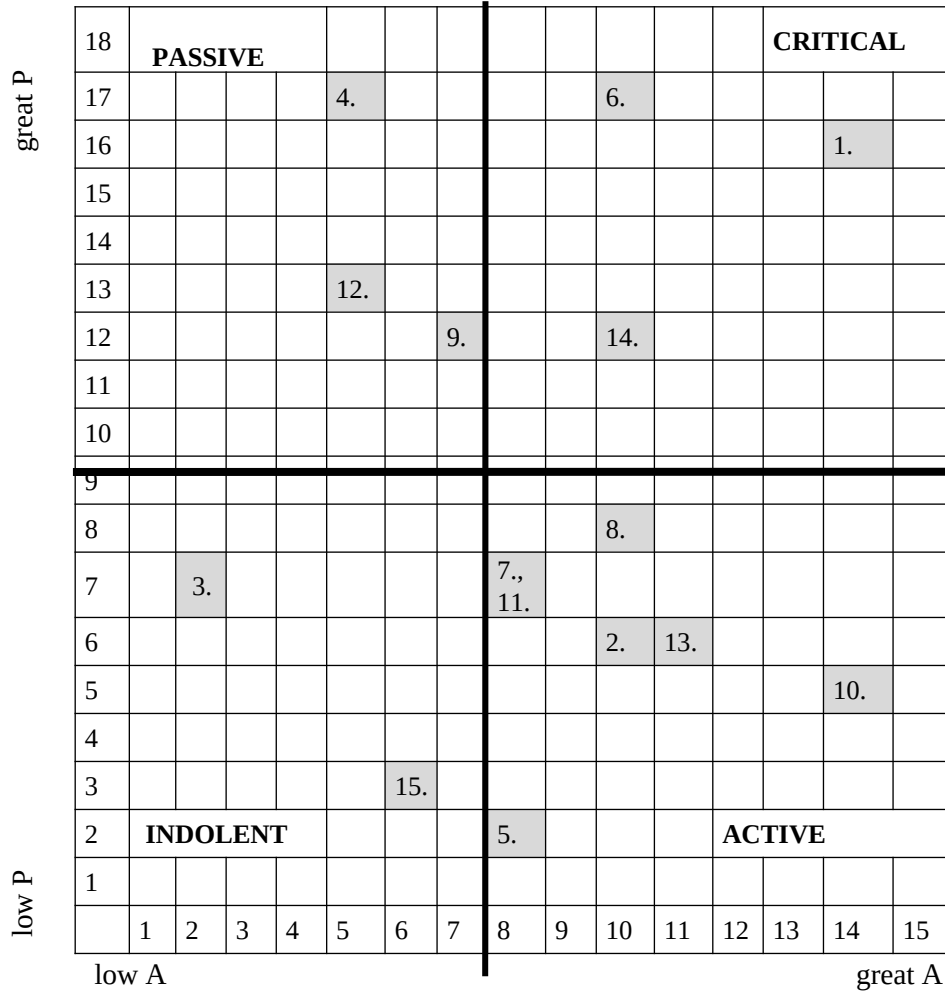 great P
18 PASSIVE CRITICAL
17 4. 6.
16 1.
15
14
13 12.
12 9. 14.
11
10
9
8 8.
7 3. 7., 11.
6 2. 13.
5 10.
4
3 15.
2 INDOLENT 5. ACTIVE
1
low P
1 2 3 4 5 6 7 8 9 10 11 12 13 14 15
low A great A